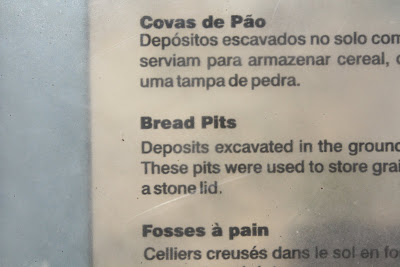 Covas de Pão
Depósitos escavados no solo com
serviam para armazenar cereal,
uma tampa de pedra.
Bread Pits
Deposits excavated in the ground
These pits were used to store grai
a stone lid.
Fosses à pain
Celliers creusés dans le sol en fo